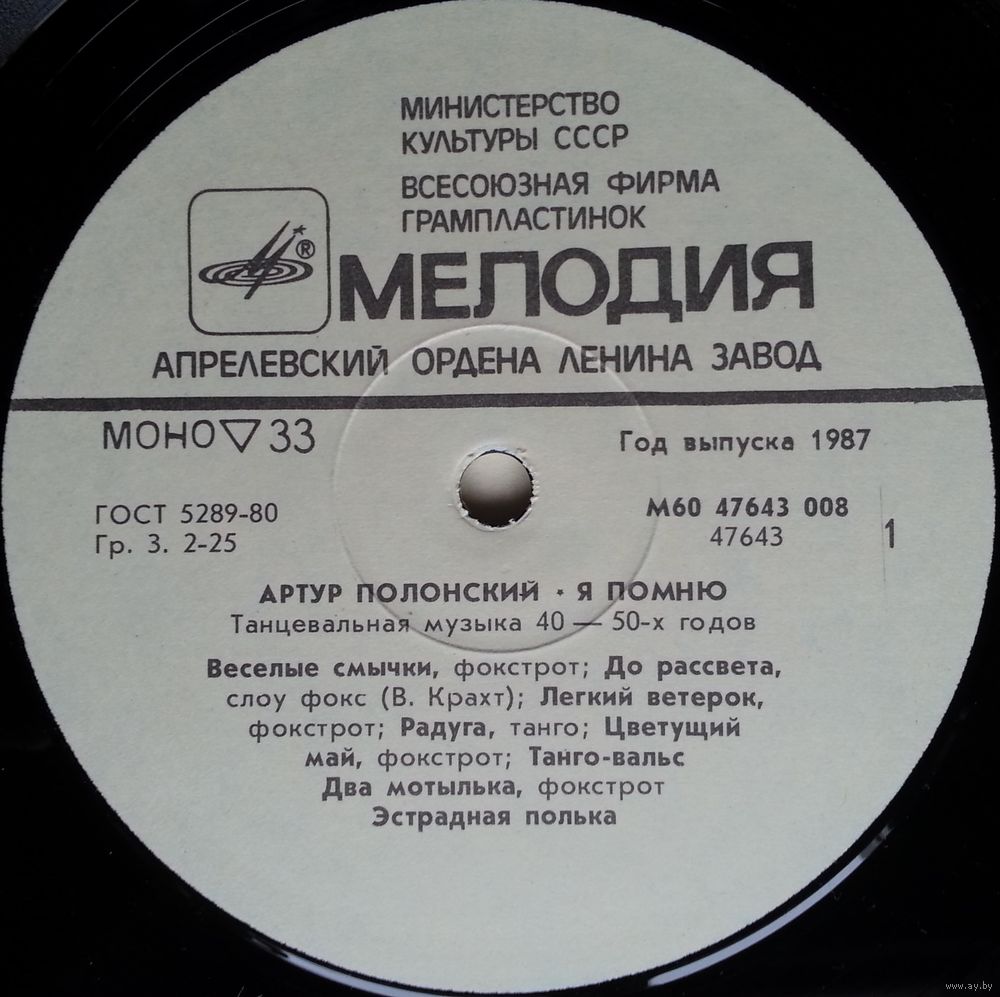 МИНИСТЕРСТВО
КУЛЬТУРЫ СССР
ВСЕСОЮЗНАЯ ФИРМА
ГРАМПЛАСТИНОК
®
МЕЛОДИЯ
АПРЕЛЕВСКИЙ ОРДЕНА ЛЕНИНА ЗАВОД
МОНО ▽ 33
Год выпуска 1987
ГОСТ 5289-80
Гр. 3. 2-25
М60 47643 008
47643
1
АРТУР ПОЛОНСКИЙ · Я ПОМНЮ
Танцевальная музыка 40 — 50-х годов
Веселые смычки, фокстрот; До рассвета,
слоу фокс (В. Крахт); Легкий ветерок,
фокстрот; Радуга, танго; Цветущий
май, фокстрот; Танго-вальс
Два мотылька, фокстрот
Эстрадная полька
www.ay.by